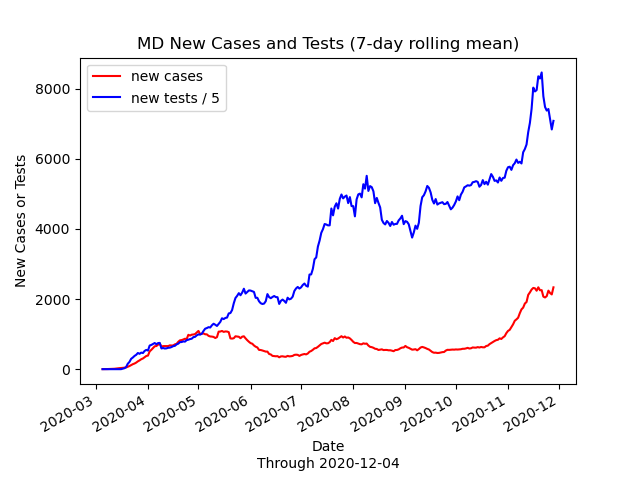 MD New Cases and Tests (7-day rolling mean)
new cases
new tests / 5
New Cases or Tests
8000
6000
4000
2000
0
2020-03
2020-04
2020-05
2020-06
2020-07
2020-08
2020-09
2020-10
2020-11
2020-12
Date
Through 2020-12-04